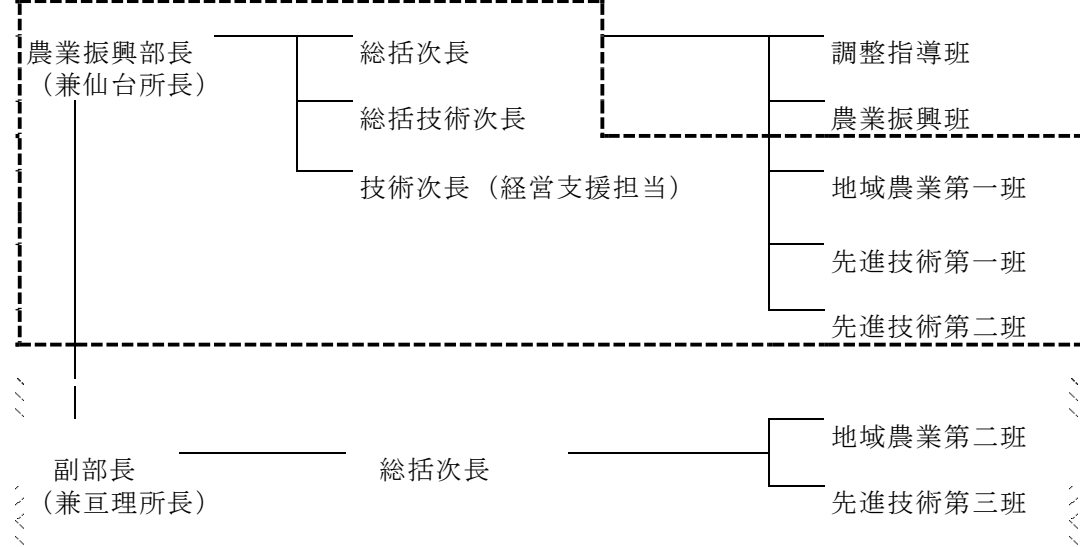 農業振興部長
（兼仙台所長）
総括次長
総括技術次長
技術次長（経営支援担当）
調整指導班
農業振興班
地域農業第一班
先進技術第一班
先進技術第二班
副部長
（兼亘理所長）
総括次長
地域農業第二班
先進技術第三班